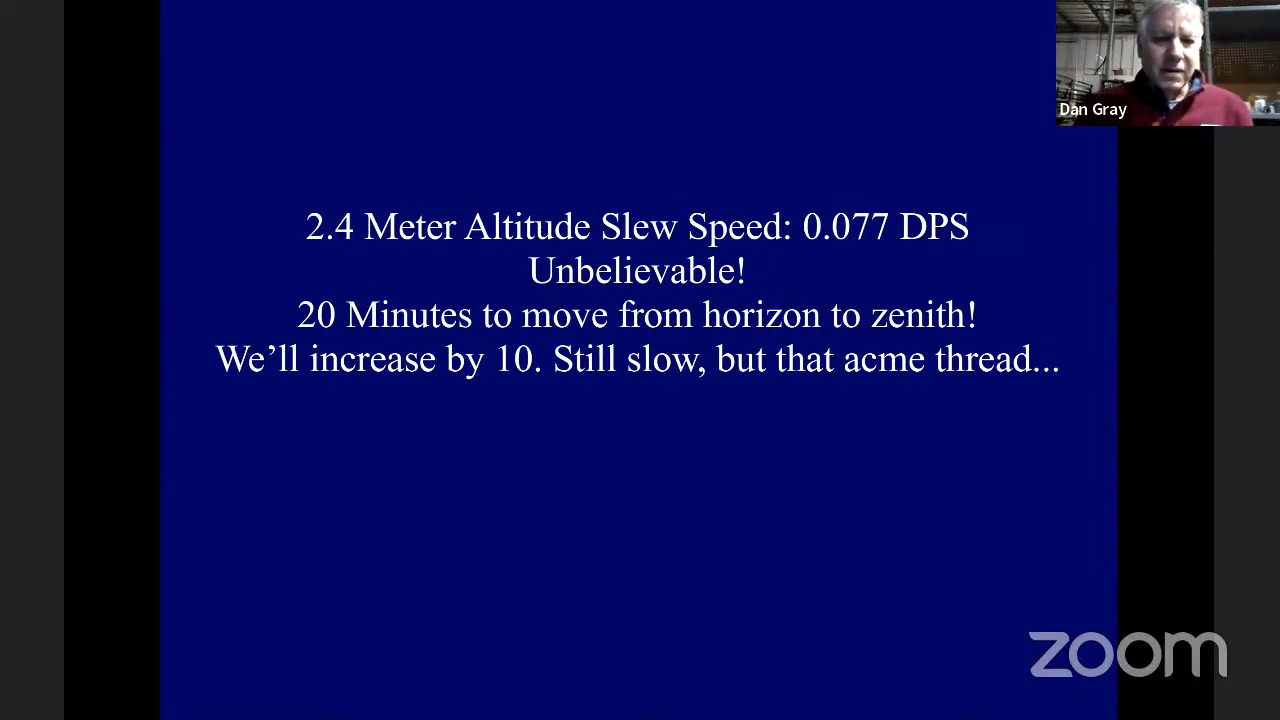 Dan Gray
2.4 Meter Altitude Slew Speed: 0.077 DPS
Unbelievable!
20 Minutes to move from horizon to zenith!
We’ll increase by 10. Still slow, but that acme thread...
zoom